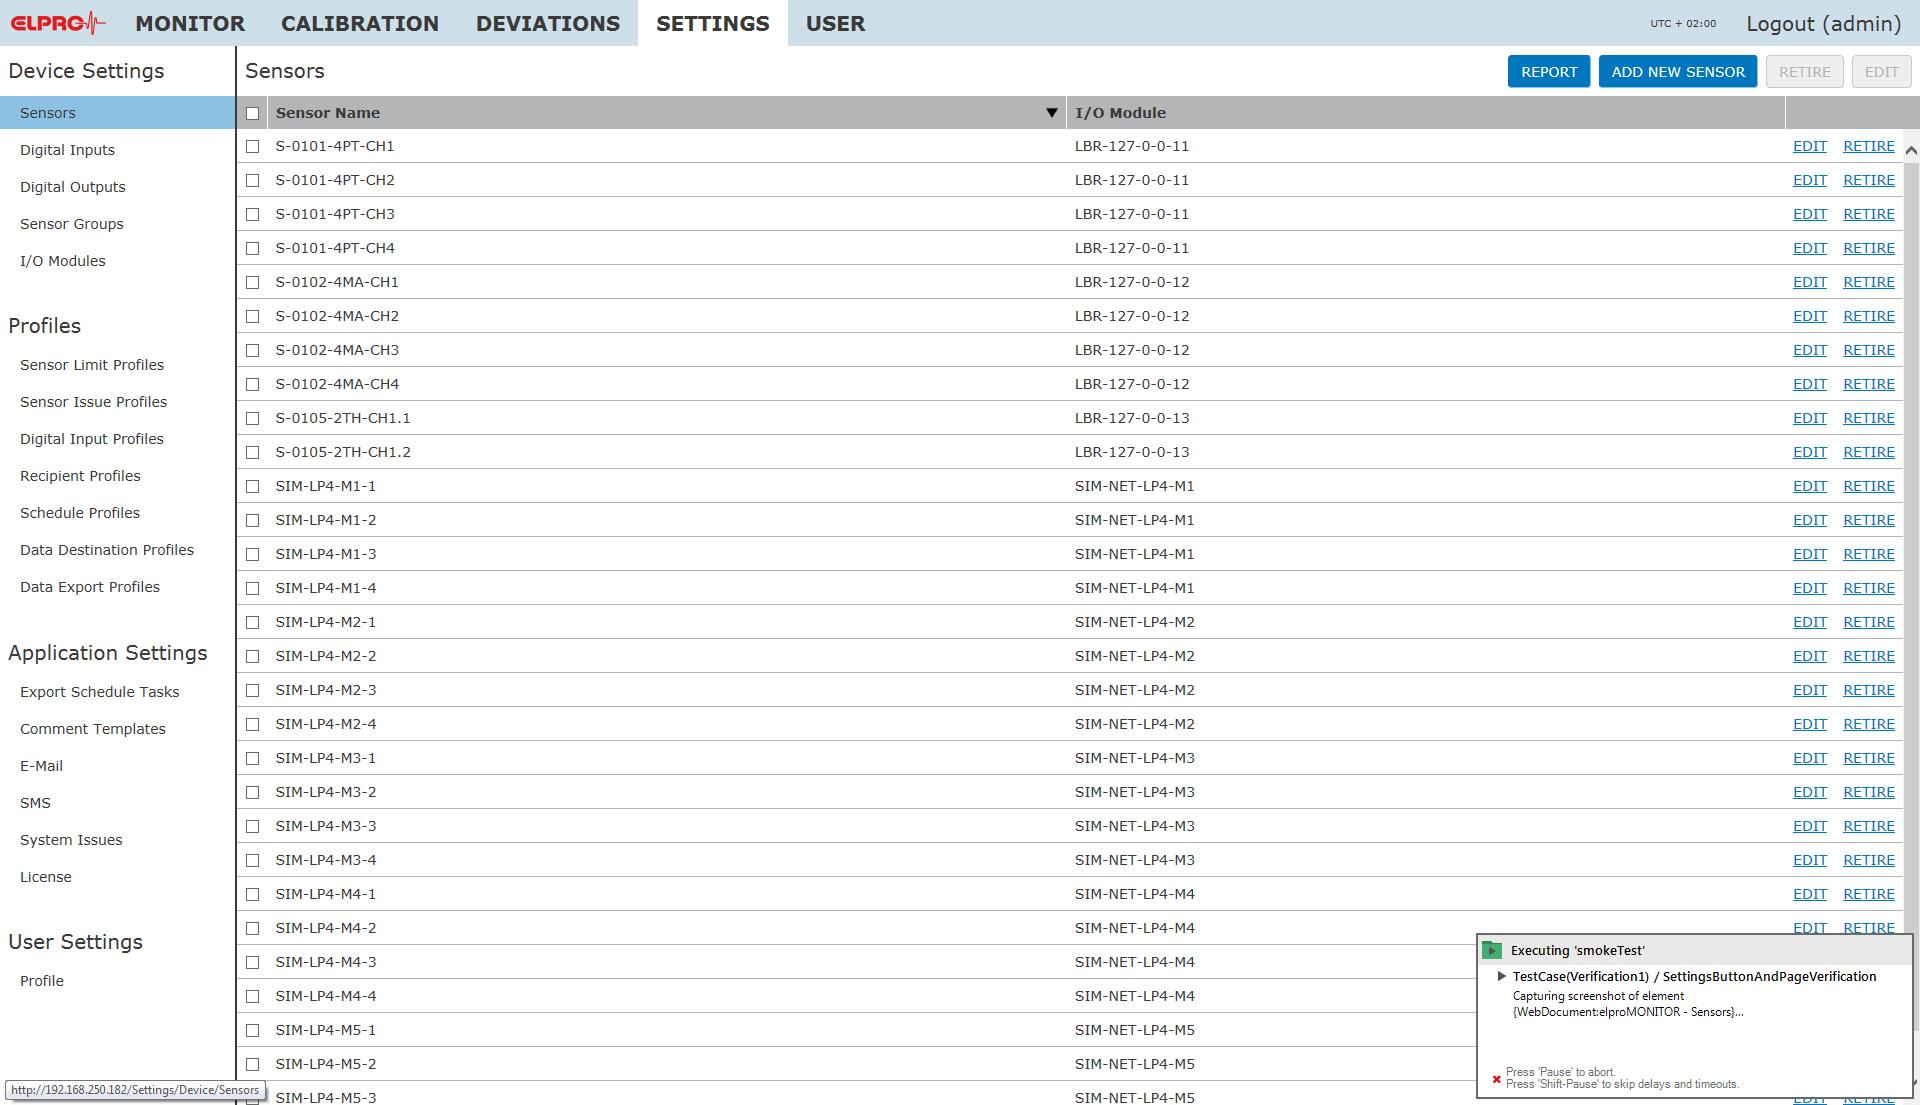 ELPRO MONITOR CALIBRATION DEVIATIONS SETTINGS USER UTC + 02:00 Logout (admin)
Device Settings
Sensors
Digital Inputs
Digital Outputs
Sensor Groups
I/O Modules
Profiles
Sensor Limit Profiles
Sensor Issue Profiles
Digital Input Profiles
Recipient Profiles
Schedule Profiles
Data Destination Profiles
Data Export Profiles
Application Settings
Export Schedule Tasks
Comment Templates
E-Mail
SMS
System Issues
License
User Settings
Profile
http://192.168.250.182/Settings/Device/Sensors
Sensors REPORT ADD NEW SENSOR RETIRE EDIT
Sensor Name I/O Module
S-0101-4PT-CH1 LBR-127-0-0-11 EDIT RETIRE
S-0101-4PT-CH2 LBR-127-0-0-11 EDIT RETIRE
S-0101-4PT-CH3 LBR-127-0-0-11 EDIT RETIRE
S-0101-4PT-CH4 LBR-127-0-0-11 EDIT RETIRE
S-0102-4MA-CH1 LBR-127-0-0-12 EDIT RETIRE
S-0102-4MA-CH2 LBR-127-0-0-12 EDIT RETIRE
S-0102-4MA-CH3 LBR-127-0-0-12 EDIT RETIRE
S-0102-4MA-CH4 LBR-127-0-0-12 EDIT RETIRE
S-0105-2TH-CH1.1 LBR-127-0-0-13 EDIT RETIRE
S-0105-2TH-CH1.2 LBR-127-0-0-13 EDIT RETIRE
SIM-LP4-M1-1 SIM-NET-LP4-M1 EDIT RETIRE
SIM-LP4-M1-2 SIM-NET-LP4-M1 EDIT RETIRE
SIM-LP4-M1-3 SIM-NET-LP4-M1 EDIT RETIRE
SIM-LP4-M1-4 SIM-NET-LP4-M1 EDIT RETIRE
SIM-LP4-M2-1 SIM-NET-LP4-M2 EDIT RETIRE
SIM-LP4-M2-2 SIM-NET-LP4-M2 EDIT RETIRE
SIM-LP4-M2-3 SIM-NET-LP4-M2 EDIT RETIRE
SIM-LP4-M2-4 SIM-NET-LP4-M2 EDIT RETIRE
SIM-LP4-M3-1 SIM-NET-LP4-M3 EDIT RETIRE
SIM-LP4-M3-2 SIM-NET-LP4-M3 EDIT RETIRE
SIM-LP4-M3-3 SIM-NET-LP4-M3 EDIT RETIRE
SIM-LP4-M3-4 SIM-NET-LP4-M3 EDIT RETIRE
SIM-LP4-M4-1 SIM-NET-LP4-M4 EDIT RETIRE
SIM-LP4-M4-2 SIM-NET-LP4-M4 EDIT RETIRE
SIM-LP4-M4-3 SIM-NET-LP4-M4
SIM-LP4-M4-4 SIM-NET-LP4-M4
SIM-LP4-M5-1 SIM-NET-LP4-M5
SIM-LP4-M5-2 SIM-NET-LP4-M5
SIM-LP4-M5-3 SIM-NET-LP4-M5 EDIT RETIRE
Executing 'smokeTest'
TestCase(Verification1) / SettingsButtonAndPageVerification
Capturing screenshot of element
{WebDocument:elproMONITOR - Sensors}...
Press 'Pause' to abort.
Press 'Shift-Pause' to skip delays and timeouts.